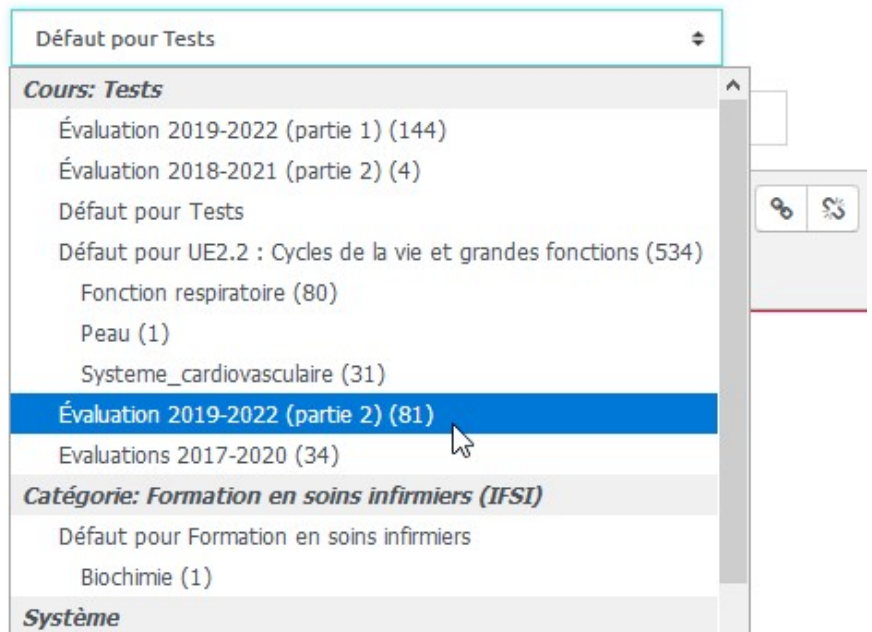 Défaut pour Tests
Cours: Tests
Évaluation 2019-2022 (partie 1) (144)
Évaluation 2018-2021 (partie 2) (4)
Défaut pour Tests
Défaut pour UE2.2 : Cycles de la vie et grandes fonctions (534)
Fonction respiratoire (80)
Peau (1)
Systeme_cardiovasculaire (31)
Évaluation 2019-2022 (partie 2) (81)
Evaluations 2017-2020 (34)
Catégorie: Formation en soins infirmiers (IFSI)
Défaut pour Formation en soins infirmiers
Biochimie (1)
Système